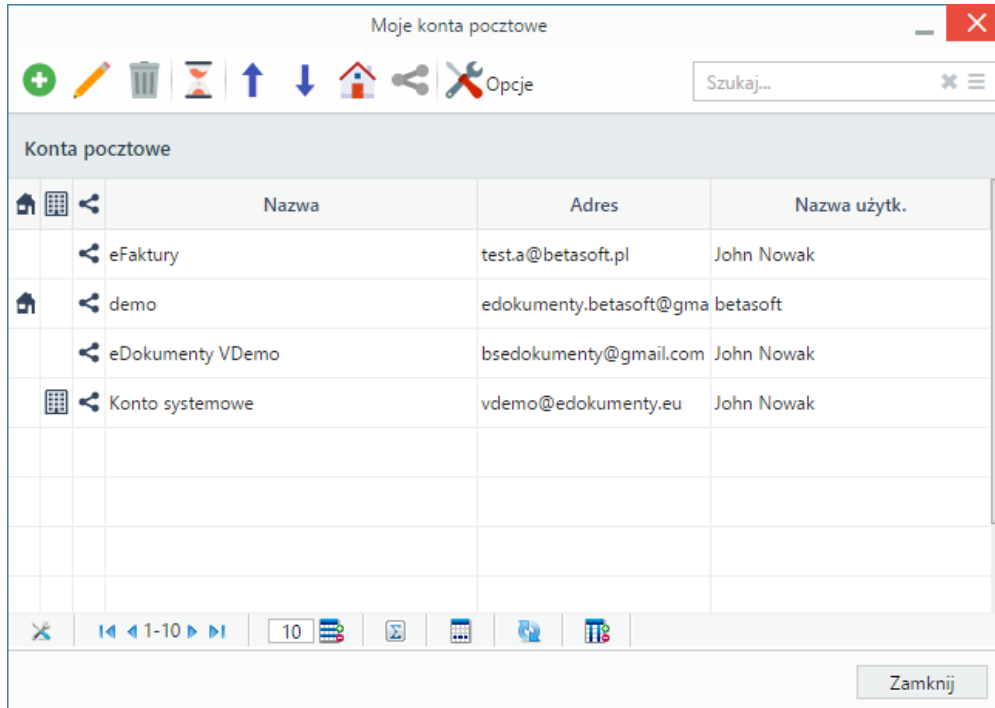 Moje konta pocztowe
Opcje
Szukaj...
Konta pocztowe
Nazwa Adres Nazwa użytk.
eFaktury test.a@betasoft.pl John Nowak
demo edokumenty.betasoft@gma betasoft
eDokumenty VDemo bsedokumenty@gmail.com John Nowak
Konto systemowe vdemo@edokumenty.eu John Nowak
1-10 10
Zamknij